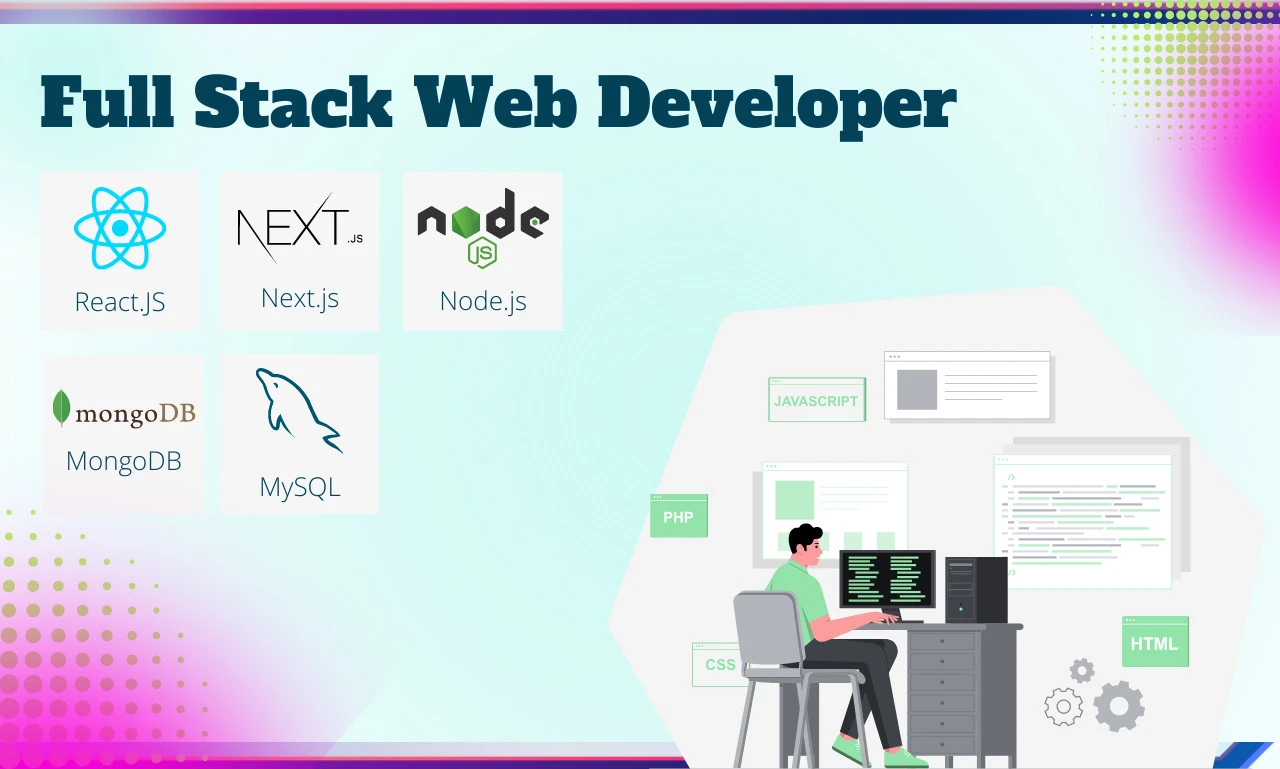 Full Stack Web Developer
NEXT.JS
node
JS
React.JS
Next.js
Node.js
mongoDB
MongoDB
MySQL
JAVASCRIPT
/>
PHP
/>
CSS
HTML